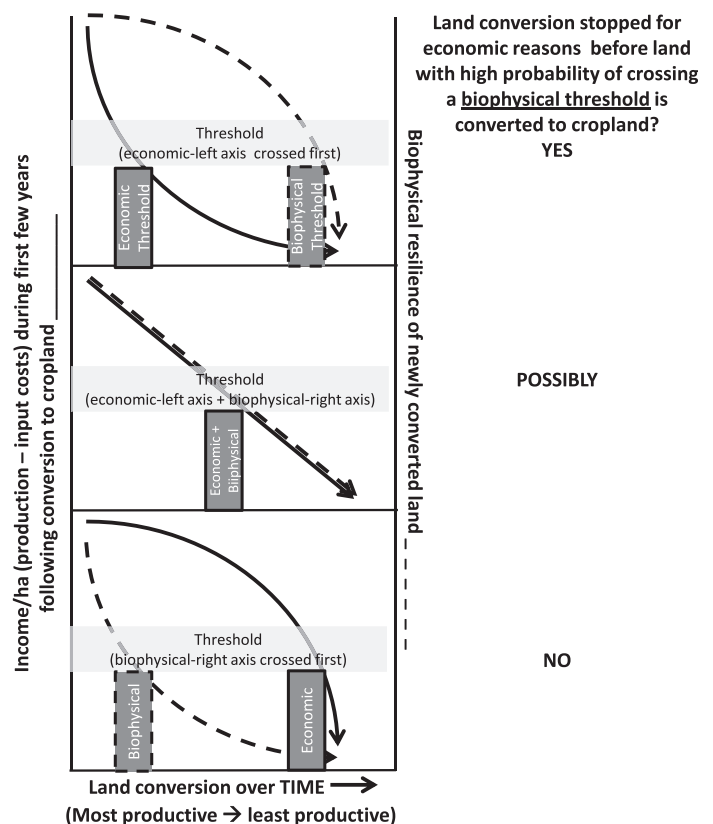 Land conversion stopped for
economic reasons before land
with high probability of crossing
a biophysical threshold is
converted to cropland?
YES
Threshold
(economic-left axis crossed first)
Economic
Threshold
Biophysical
Threshold
Income/ha (production – input costs) during first few years
following conversion to cropland
Biophysical resilience of newly converted land
Threshold
(economic-left axis + biophysical-right axis)
Economic +
Biiphysical
POSSIBLY
Threshold
(biophysical-right axis crossed first)
Biophysical
Economic
NO
Land conversion over TIME
(Most productive → least productive)